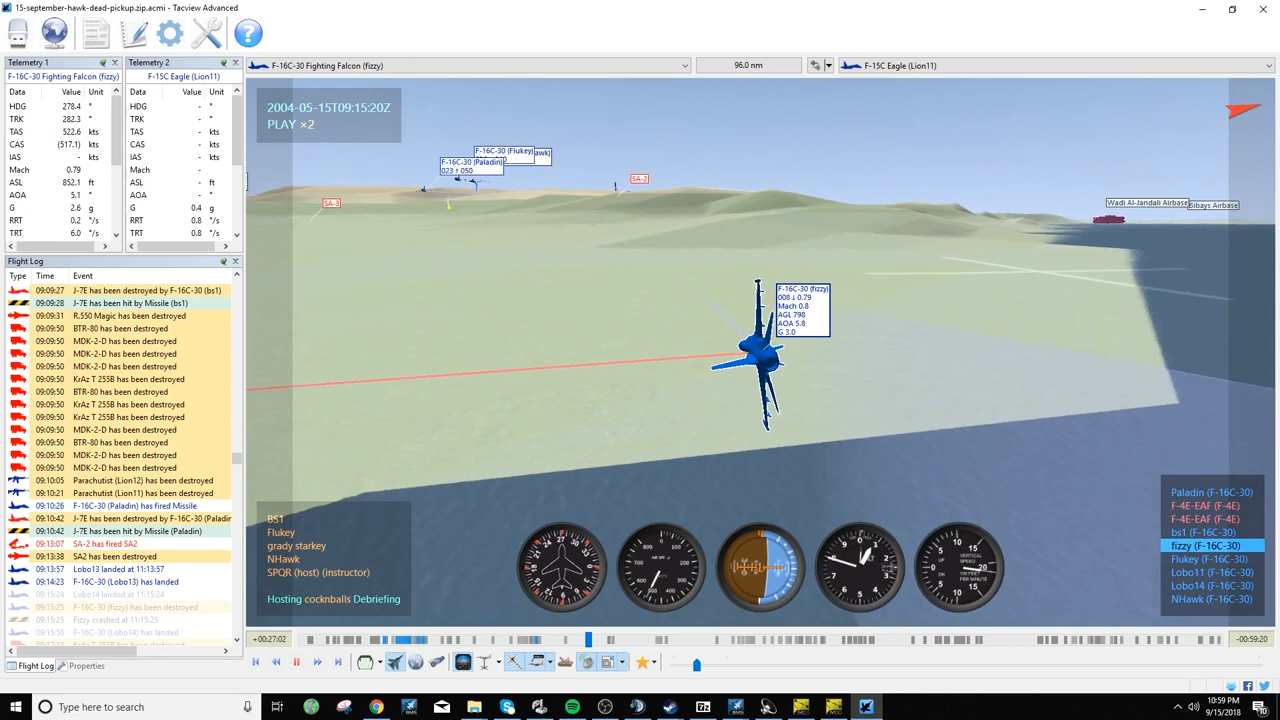 15-september-hawk-dead-pickup.zip.acmi - Tacview Advanced
Telemetry 1
Telemetry 2
F-16C-30 Fighting Falcon (fizzy)
F-15C Eagle (Lion11)
Data Value Unit
Data Value Unit
HDG 278.4 °
HDG - °
TRK 282.3 °
TRK - °
TAS 522.6 kts
TAS - kts
CAS (517.1) kts
CAS - kts
IAS - kts
IAS - kts
Mach 0.79
Mach -
ASL 852.1 ft
ASL - ft
AOA 5.1 °
AOA - °
G 2.6 g
G 0.4 g
RRT 0.2 °/s
RRT 0.8 °/s
TRT 6.0 °/s
TRT 0.8 °/s
Flight Log
Type Time Event
09:09:27 J-7E has been destroyed by F-16C-30 (bs1)
09:09:28 J-7E has been hit by Missile (bs1)
09:09:31 R.550 Magic has been destroyed
09:09:50 BTR-80 has been destroyed
09:09:50 MDK-2-D has been destroyed
09:09:50 MDK-2-D has been destroyed
09:09:50 MDK-2-D has been destroyed
09:09:50 KrAz T 255B has been destroyed
09:09:50 BTR-80 has been destroyed
09:09:50 KrAz T 255B has been destroyed
09:09:50 KrAz T 255B has been destroyed
09:09:50 MDK-2-D has been destroyed
09:09:50 BTR-80 has been destroyed
09:09:50 MDK-2-D has been destroyed
09:09:50 MDK-2-D has been destroyed
09:10:05 Parachutist (Lion12) has been destroyed
09:10:21 Parachutist (Lion11) has been destroyed
09:10:26 F-16C-30 (Paladin) has fired Missile
09:10:42 J-7E has been destroyed by F-16C-30 (Paladin
09:10:42 J-7E has been hit by Missile (Paladin)
09:13:07 SA-2 has fired SA2
09:13:38 SA2 has been destroyed
09:13:57 Lobo13 landed at 11:13:57
09:14:23 F-16C-30 (Lobo13) has landed
09:15:24 Lobo14 landed at 11:15:24
09:15:25 F-16C-30 (fizzy) has been destroyed
09:15:25 Fizzy crashed at 11:15:25
09:15:50 F-16C-30 (Lobo14) has landed
Flight Log
Properties
F-16C-30 Fighting Falcon (fizzy)
96.0 nm
F-15C Eagle (Lion11)
2004-05-15T09:15:20Z
PLAY ×2
F-16C-30 (Flukey)
awk)
F-16C-30 (Paladin)
023 ↑ 050
SA-2
SA-3
Wadi Al-Jandali Airbase
Bibays Airbase
F-16C-30 (fizzy)
008 ↓ 0.79
Mach 0.8
AGL 798
AOA 5.8
G 3.0
BS1
Flukey
grady starkey
NHawk
SPQR (host) (instructor)
Hosting cocknballs Debriefing
Paladin (F-16C-30)
F-4E-EAF (F-4E)
F-4E-EAF (F-4E)
bs1 (F-16C-30)
fizzy (F-16C-30)
Flukey (F-16C-30)
Lobo11 (F-16C-30)
Lobo14 (F-16C-30)
NHawk (F-16C-30)
+00:27:02
-00:59:20
Type here to search
10:59 PM
9/15/2018